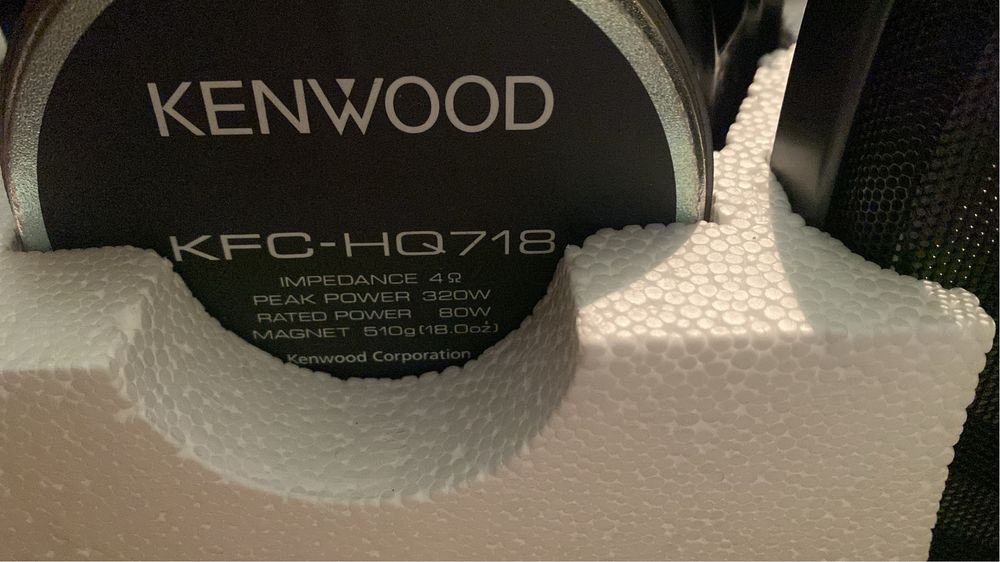 KENWOOD
KFC-HQ718
IMPEDANCE 4Ω
PEAK POWER 320W
RATED POWER 80W
MAGNET 510g(18.0oz)
Kenwood Corporation